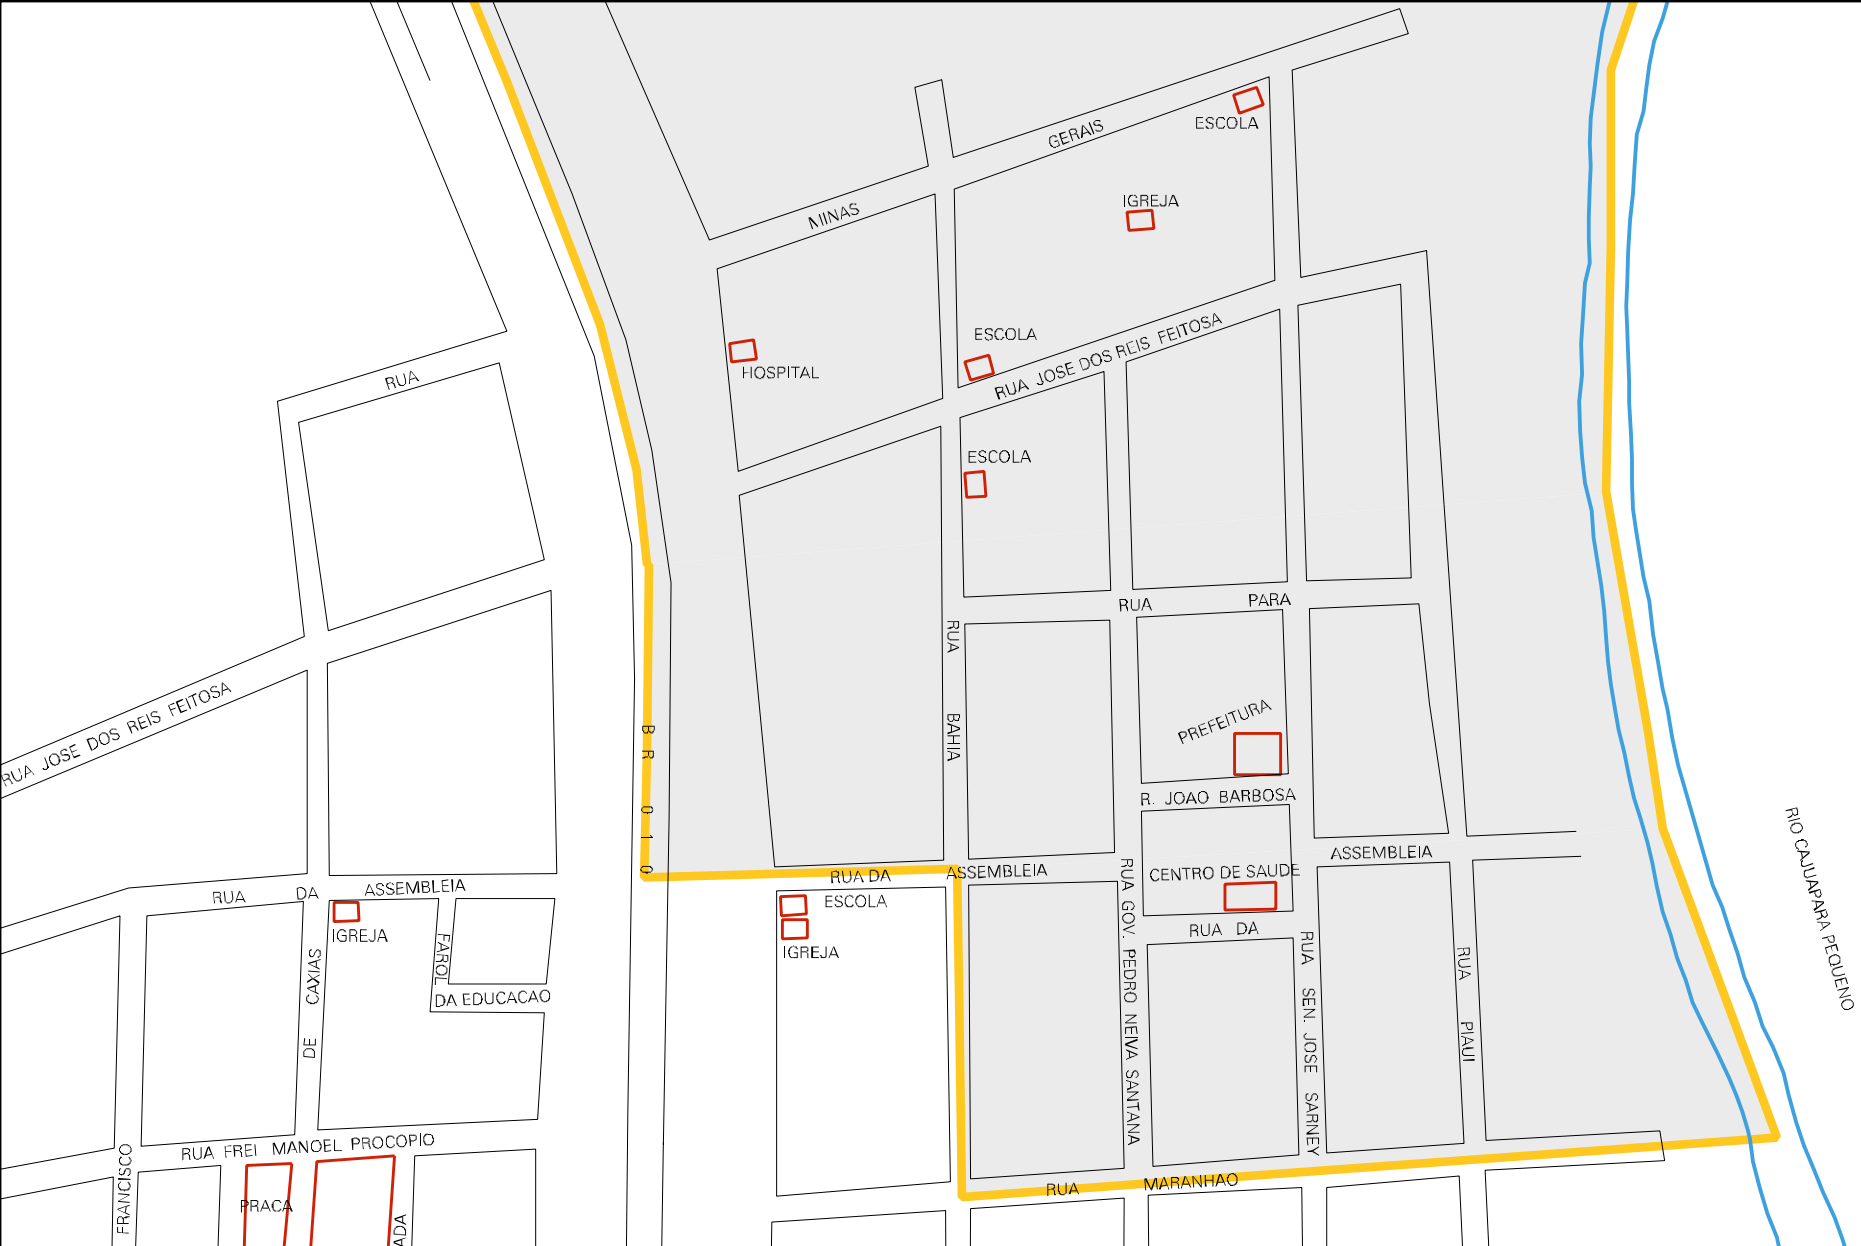 GERAIS
ESCOLA
IGREJA
MINAS
ESCOLA
RUA JOSE DOS REIS FEITOSA
HOSPITAL
RUA
ESCOLA
RUA PARA
RUA BAHIA
RUA JOSE DOS REIS FEITOSA
PREFEITURA
BR 010
R. JOAO BARBOSA
RIO CAJUAPARA PEQUENO
ASSEMBLEIA
RUA DA ASSEMBLEIA
CENTRO DE SAUDE
RUA DA ASSEMBLEIA
ESCOLA
IGREJA
IGREJA
RUA DA
RUA GOV. PEDRO NEIVA SANTANA
RUA SEN. JOSE SARNEY
RUA PIAUI
DE CAXIAS
FAROL
DA EDUCACAO
RUA FREI MANOEL PROCOPIO
FRANCISCO
PRACA
ADA
RUA MARANHAO